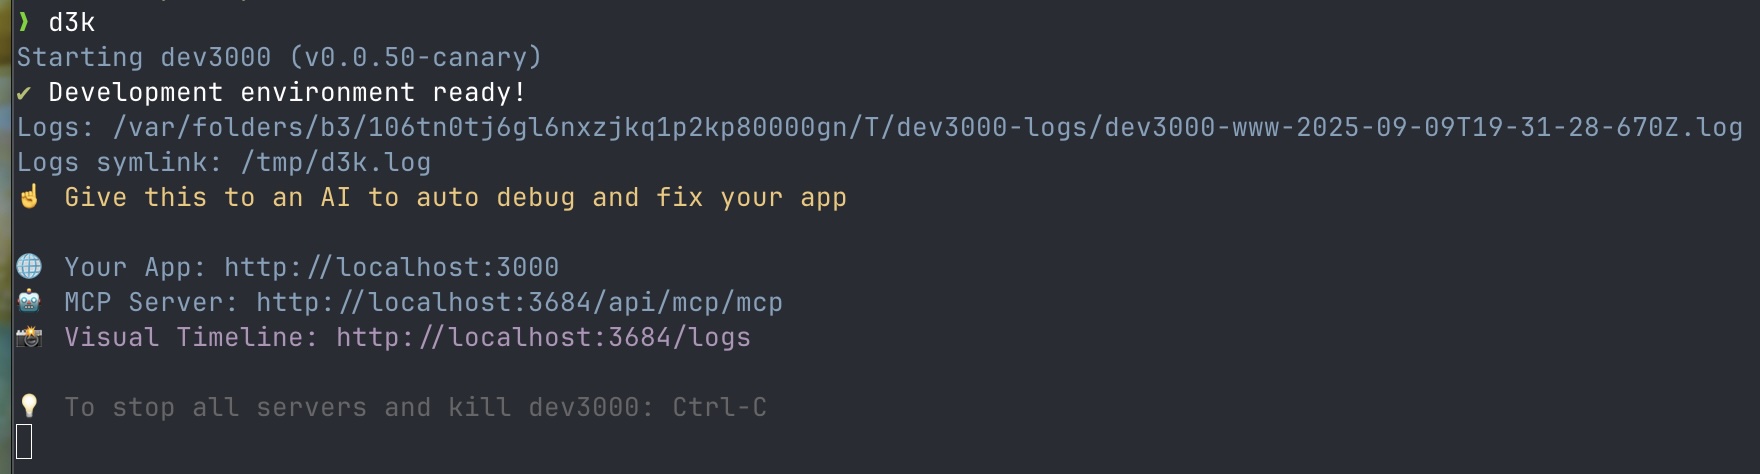 ❱ d3k
Starting dev3000 (v0.0.50-canary)
✔ Development environment ready!
Logs: /var/folders/b3/106tn0tj6gl6nxzjkq1p2kp80000gn/T/dev3000-logs/dev3000-www-2025-09-09T19-31-28-670Z.log
Logs symlink: /tmp/d3k.log
☝️ Give this to an AI to auto debug and fix your app
🌐 Your App: http://localhost:3000
🤖 MCP Server: http://localhost:3684/api/mcp/mcp
📸 Visual Timeline: http://localhost:3684/logs
💡 To stop all servers and kill dev3000: Ctrl-C